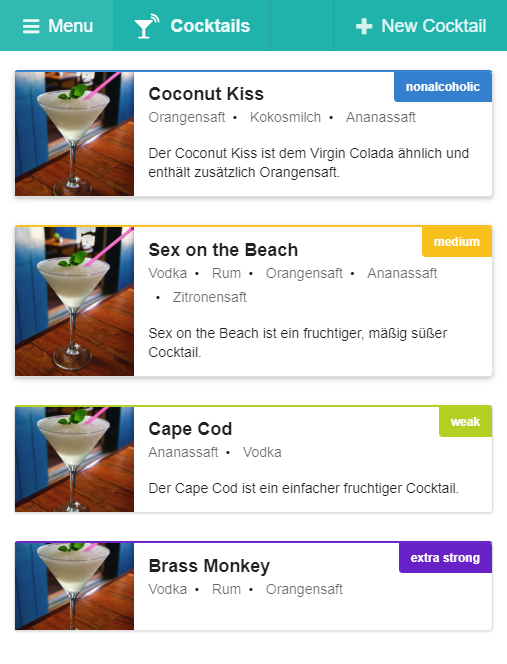 Menu Cocktails New Cocktail
nonalcoholic
Coconut Kiss
Orangensaft • Kokosmilch • Ananassaft
Der Coconut Kiss ist dem Virgin Colada ähnlich und
enthält zusätzlich Orangensaft.
medium
Sex on the Beach
Vodka • Rum • Orangensaft • Ananassaft
• Zitronensaft
Sex on the Beach ist ein fruchtiger, mäßig süßer
Cocktail.
weak
Cape Cod
Ananassaft • Vodka
Der Cape Cod ist ein einfacher fruchtiger Cocktail.
extra strong
Brass Monkey
Vodka • Rum • Orangensaft